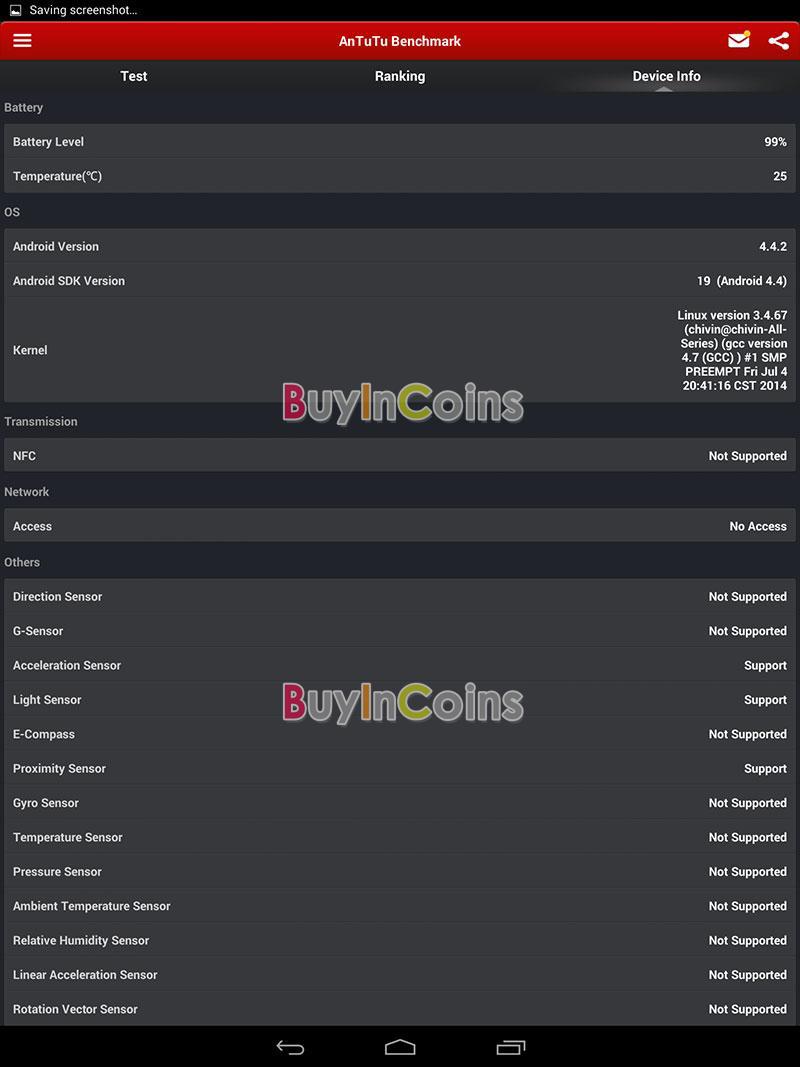 Saving screenshot...
AnTuTu Benchmark
Test Ranking Device Info
Battery
Battery Level 99%
Temperature(℃) 25
OS
Android Version 4.4.2
Android SDK Version 19 (Android 4.4)
Kernel
Linux version 3.4.67
(chivin@chivin-All-
Series) (gcc version
4.7 (GCC) ) #1 SMP
PREEMPT Fri Jul 4
20:41:16 CST 2014
BuyInCoins
Transmission
NFC Not Supported
Network
Access No Access
Others
Direction Sensor Not Supported
G-Sensor Not Supported
Acceleration Sensor Support
Light Sensor Support
BuyInCoins
E-Compass Not Supported
Proximity Sensor Support
Gyro Sensor Not Supported
Temperature Sensor Not Supported
Pressure Sensor Not Supported
Ambient Temperature Sensor Not Supported
Relative Humidity Sensor Not Supported
Linear Acceleration Sensor Not Supported
Rotation Vector Sensor Not Supported